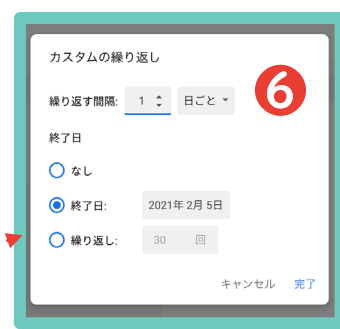 カスタムの繰り返し
繰り返す間隔: 1 日ごと
6
終了日
なし
終了日: 2021年 2月 5日
繰り返し: 30 回
キャンセル 完了